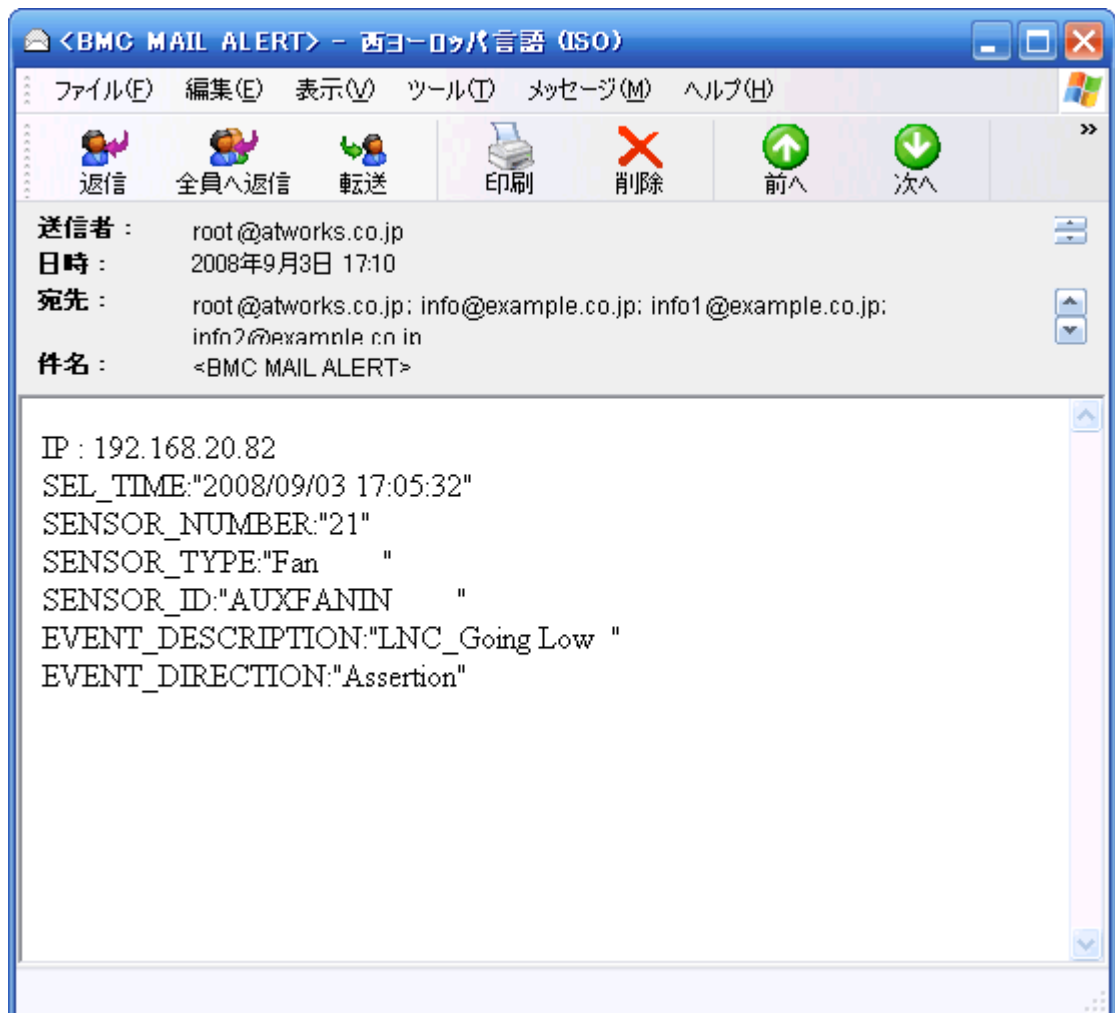 <BMC MAIL ALERT> - 西ヨーロッパ言語 (ISO)
ファイル(F) 編集(E) 表示(V) ツール(T) メッセージ(M) ヘルプ(H)
返信 全員へ返信 転送 印刷 削除 前へ 次へ
送信者: root@atworks.co.jp
日時: 2008年9月3日 17:10
宛先: root@atworks.co.jp; info@example.co.jp; info1@example.co.jp;
info2@example.co.jp
件名: <BMC MAIL ALERT>
IP : 192.168.20.82
SEL_TIME:"2008/09/03 17:05:32"
SENSOR_NUMBER:"21"
SENSOR_TYPE:"Fan      "
SENSOR_ID:"AUXFANIN      "
EVENT_DESCRIPTION:"LNC_Going Low  "
EVENT_DIRECTION:"Assertion"